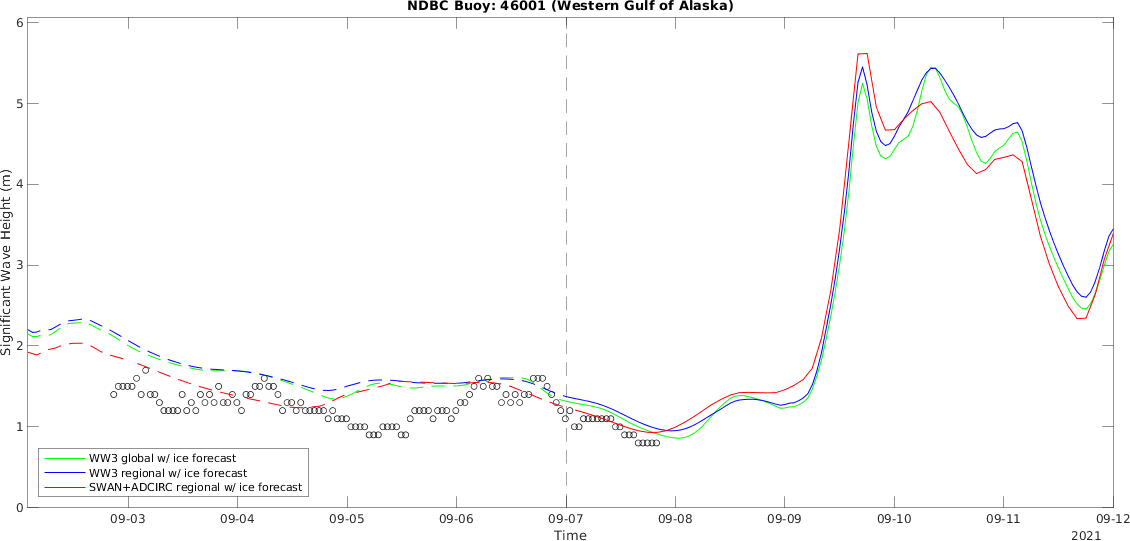 NDBC Buoy: 46001 (Western Gulf of Alaska)
Significant Wave Height (m)
6
5
4
3
2
1
0
WW3 global w/ ice forecast
WW3 regional w/ ice forecast
SWAN+ADCIRC regional w/ ice forecast
09-03 09-04 09-05 09-06 09-07 09-08 09-09 09-10 09-11 09-12
Time
2021